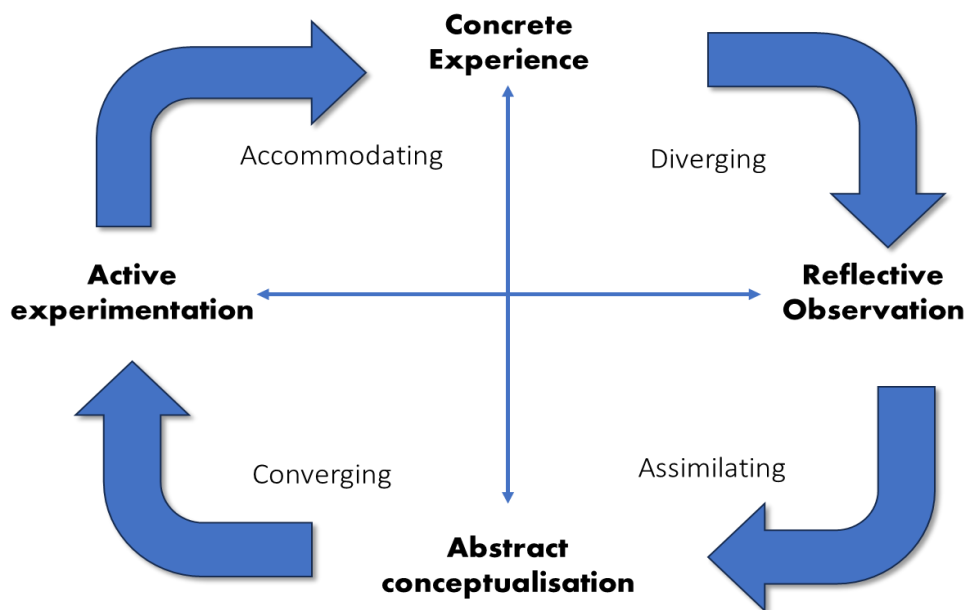 Concrete
Experience
Accommodating
Diverging
Active
experimentation
Reflective
Observation
Converging
Assimilating
Abstract
conceptualisation